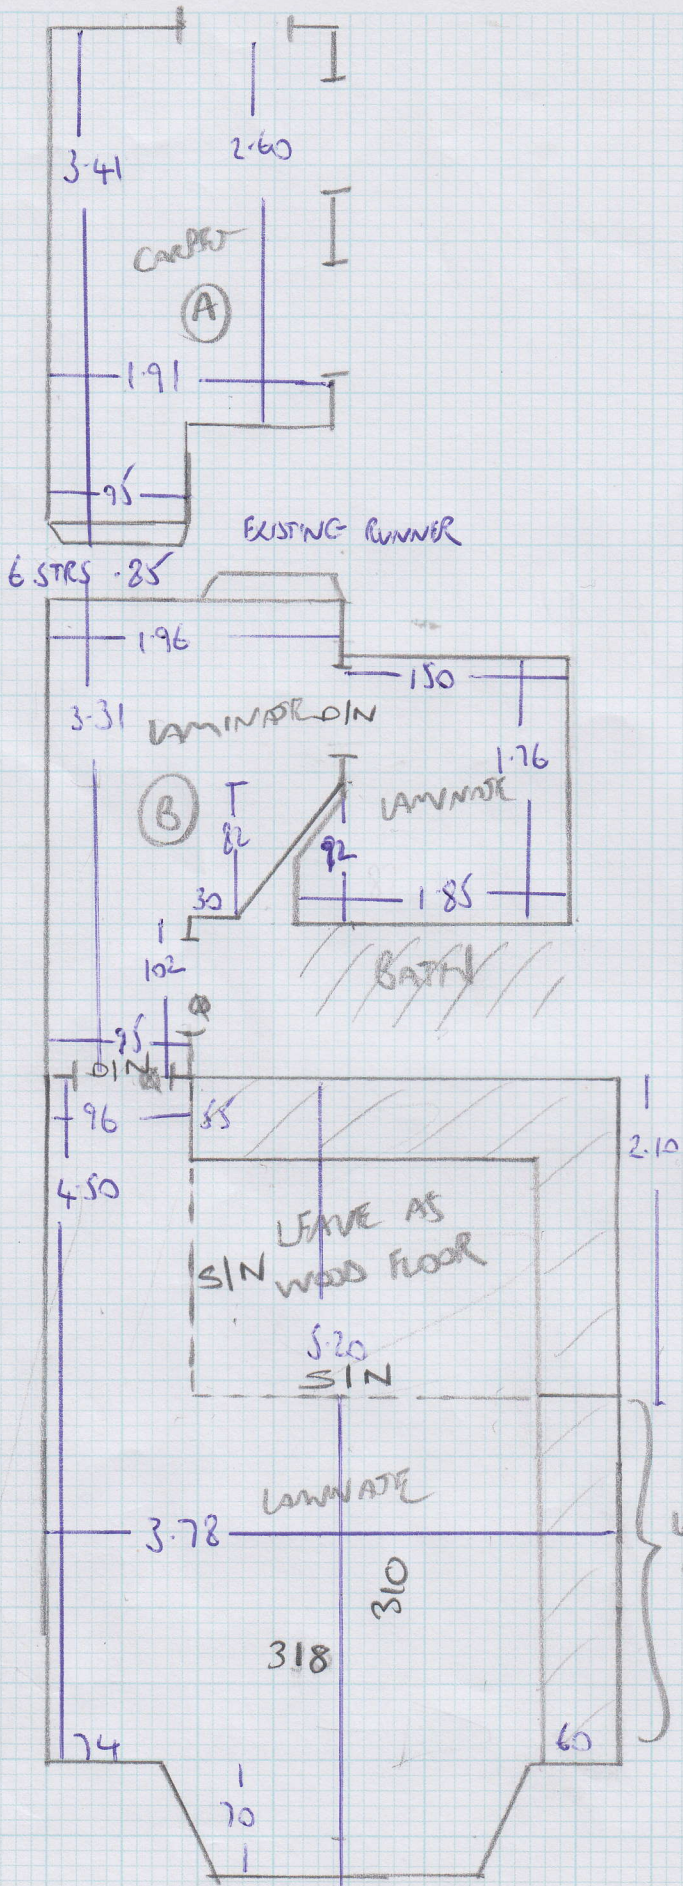 3.41
2.60
CARPET
A
1.91
95
EXISTING RUNNER
6 STRS .85
1.96
150
3.31
LAMINATE D/N
1.76
B
LAMINATE
82
92
30
1.85
102
BATH
95
D/N
96
55
2.10
4.50
LEAVE AS
WOOD FLOOR
S/N
5.20
S/N
LAMINATE
3.78
310
318
74
60
70